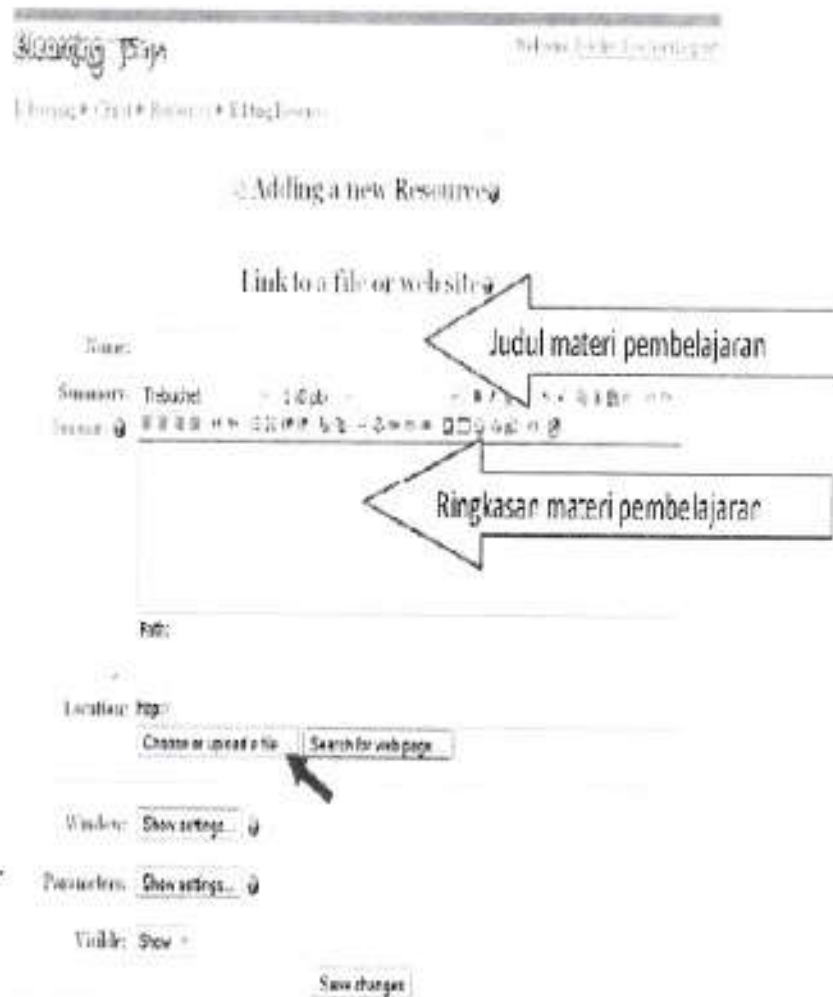 Adding a new Resource
Link to a file or web site
Judul materi pembelajaran
Name:
Summary: Trebuchet
Ringkasan materi pembelajaran
Path:
Location: http://
Choose or upload a file ... Search for web page ...
Window: Show settings...
Parameters: Show settings...
Visible: Show
Save changes